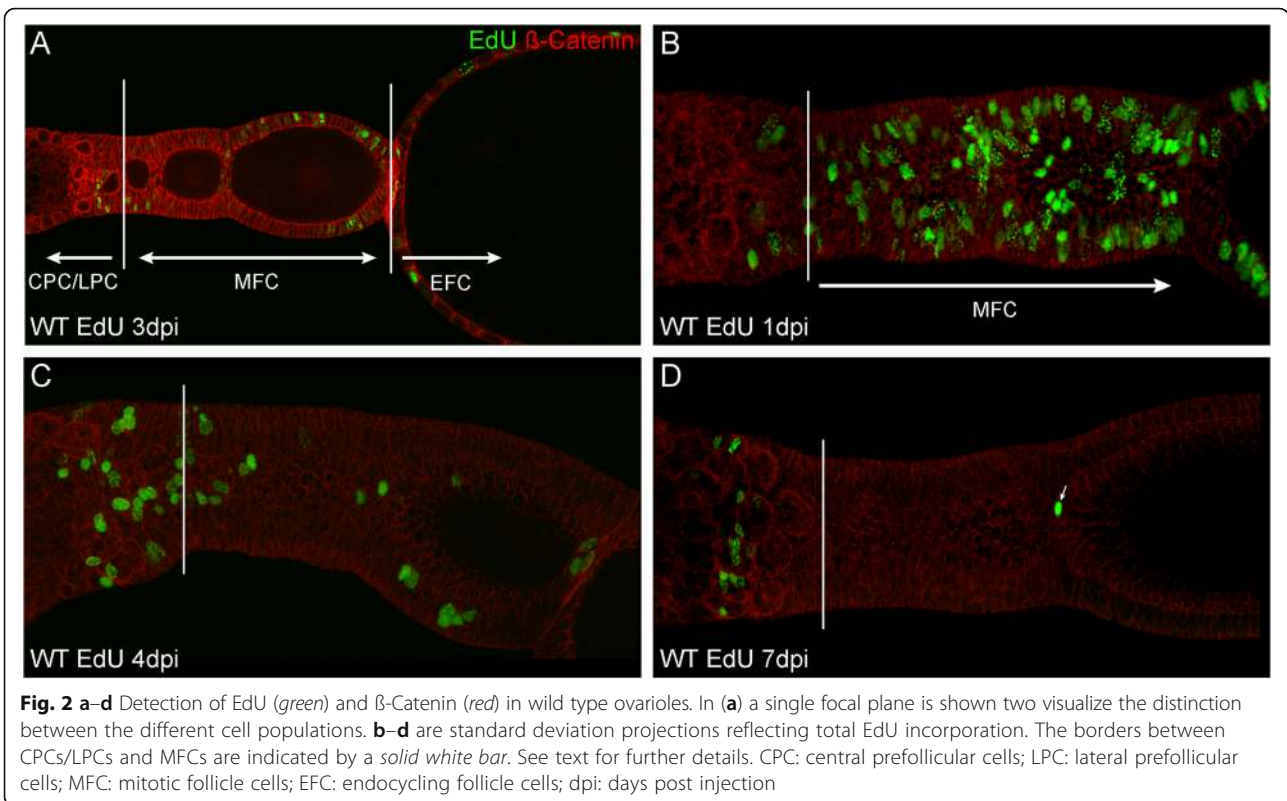 A
EdU ß-Catenin
CPC/LPC
MFC
EFC
WT EdU 3dpi
B
MFC
WT EdU 1dpi
C
WT EdU 4dpi
D
WT EdU 7dpi
Fig. 2 a–d Detection of EdU (green) and ß-Catenin (red) in wild type ovarioles. In (a) a single focal plane is shown two visualize the distinction
between the different cell populations. b–d are standard deviation projections reflecting total EdU incorporation. The borders between
CPCs/LPCs and MFCs are indicated by a solid white bar. See text for further details. CPC: central prefollicular cells; LPC: lateral prefollicular
cells; MFC: mitotic follicle cells; EFC: endocycling follicle cells; dpi: days post injection